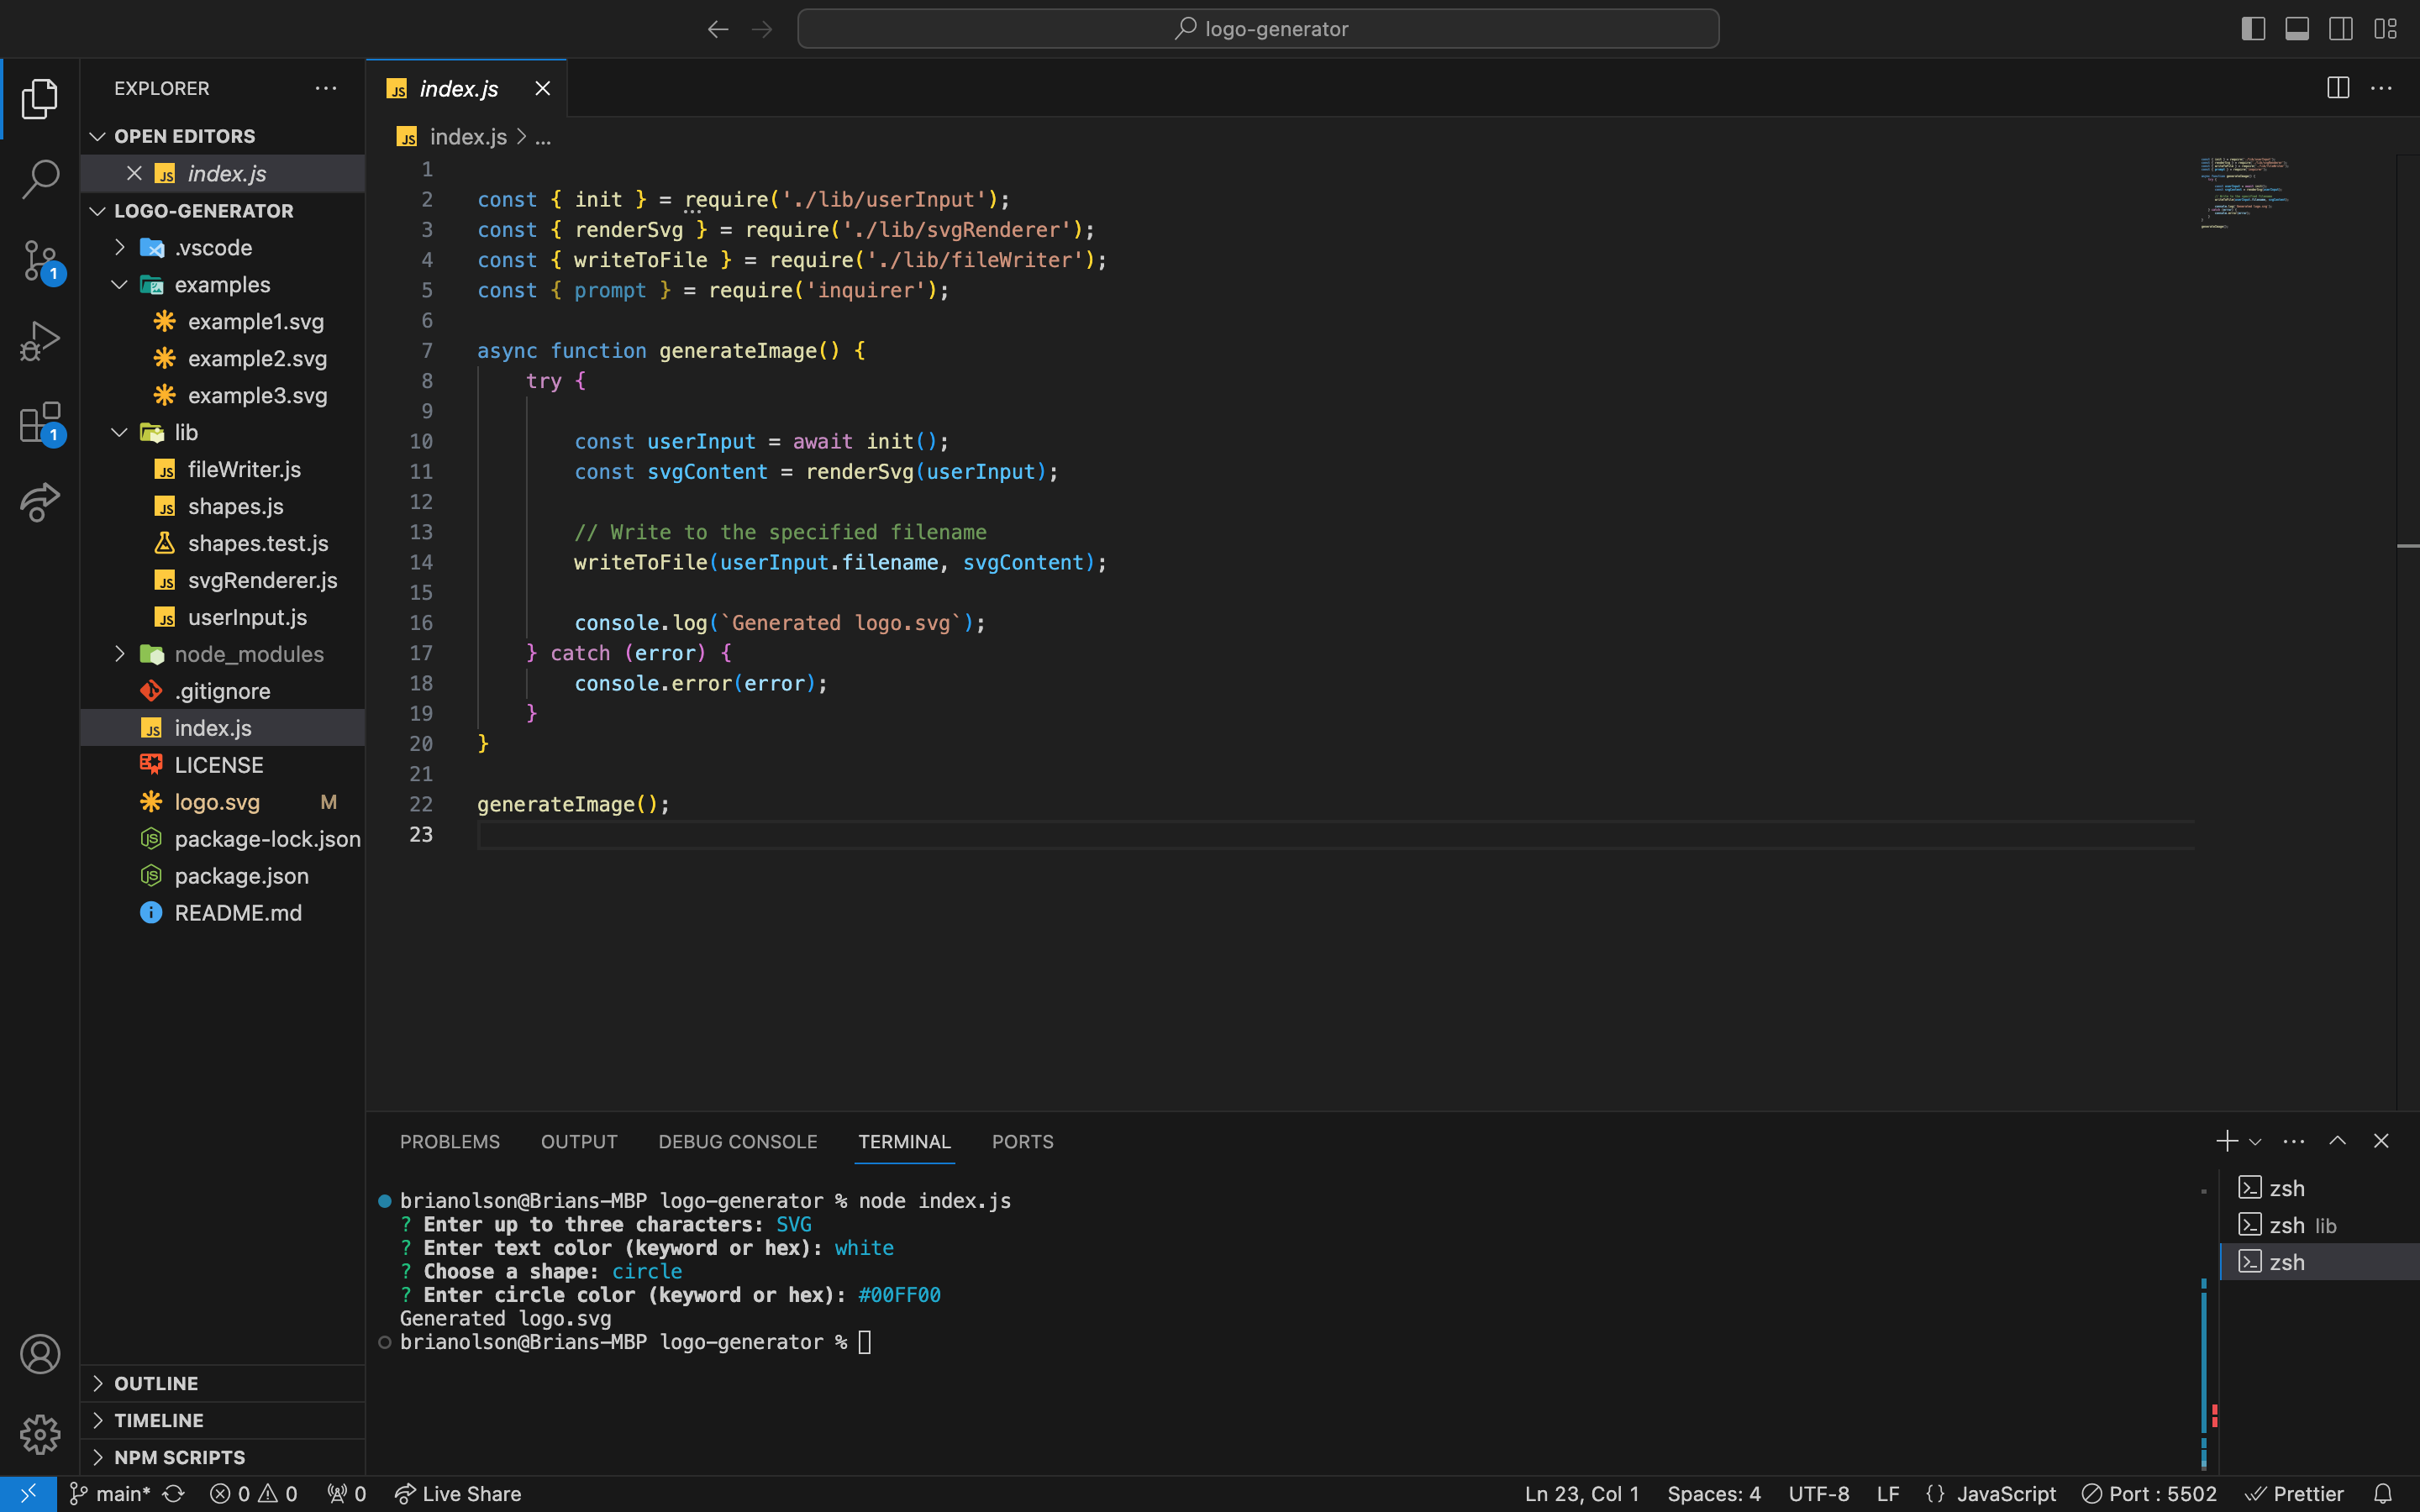 logo-generator
EXPLORER
OPEN EDITORS
index.js
LOGO-GENERATOR
.vscode
examples
example1.svg
example2.svg
example3.svg
lib
fileWriter.js
shapes.js
shapes.test.js
svgRenderer.js
userInput.js
node_modules
.gitignore
index.js
LICENSE
logo.svg M
package-lock.json
package.json
README.md
OUTLINE
TIMELINE
NPM SCRIPTS
1
1
index.js
index.js > ...
1
2 const { init } = require('./lib/userInput');
3 const { renderSvg } = require('./lib/svgRenderer');
4 const { writeToFile } = require('./lib/fileWriter');
5 const { prompt } = require('inquirer');
6
7 async function generateImage() {
8 try {
9
10 const userInput = await init();
11 const svgContent = renderSvg(userInput);
12
13 // Write to the specified filename
14 writeToFile(userInput.filename, svgContent);
15
16 console.log(`Generated logo.svg`);
17 } catch (error) {
18 console.error(error);
19 }
20 }
21
22 generateImage();
23
PROBLEMS OUTPUT DEBUG CONSOLE TERMINAL PORTS
brianolson@Brians-MBP logo-generator % node index.js
? Enter up to three characters: SVG
? Enter text color (keyword or hex): white
? Choose a shape: circle
? Enter circle color (keyword or hex): #00FF00
Generated logo.svg
brianolson@Brians-MBP logo-generator %
zsh
zsh lib
zsh
main* 0 0 0 Live Share Ln 23, Col 1 Spaces: 4 UTF-8 LF {} JavaScript Port : 5502 Prettier